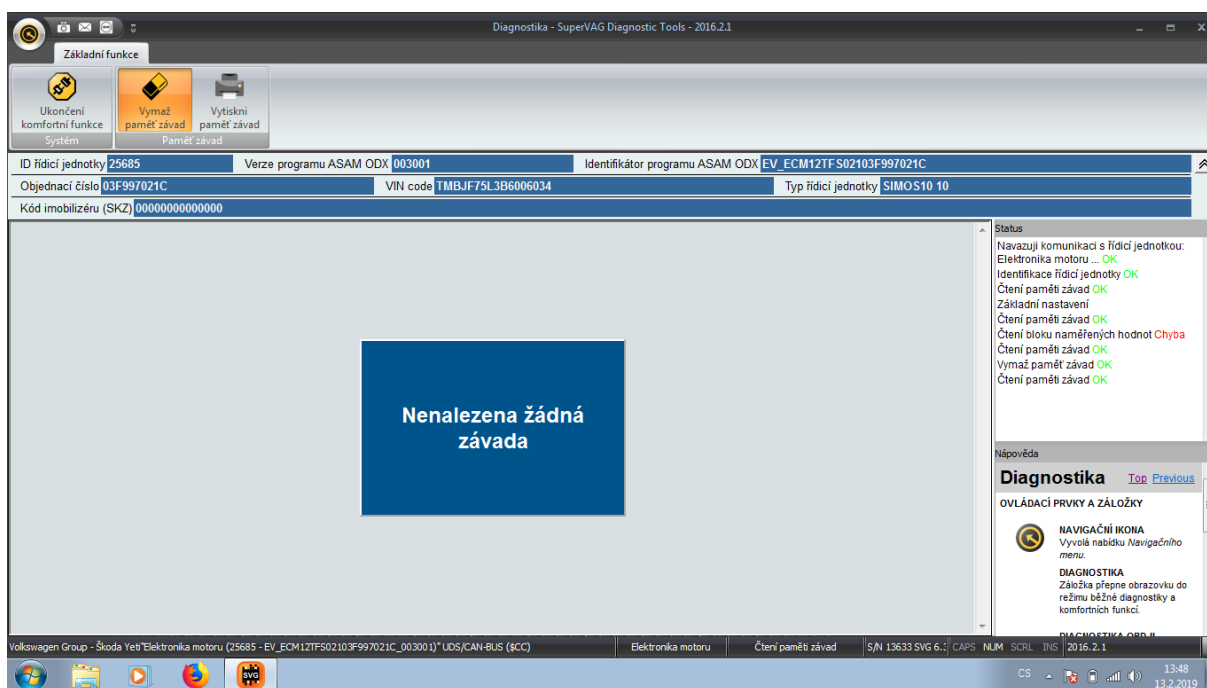 Diagnostika - SuperVAG Diagnostic Tools - 2016.2.1
Základní funkce
Ukončení
komfortní funkce
Vymaž
paměť závad
Vytiskni
paměť závad
Systém
Paměť závad
ID řídicí jednotky 25685 Verze programu ASAM ODX 003001 Identifikátor programu ASAM ODX EV_ECM12TFS02103F997021C
Objednací číslo 03F997021C VIN code TMBJF75L3B6006034 Typ řídicí jednotky SIMOS10 10
Kód imobilizéru (SKZ) 00000000000000
Nenalezena žádná
závada
Status
Navazuji komunikaci s řídicí jednotkou:
Elektronika motoru ... OK
Identifikace řídicí jednotky OK
Čtení paměti závad OK
Základní nastavení
Čtení paměti závad OK
Čtení bloku naměřených hodnot Chyba
Čtení paměti závad OK
Vymaž paměť závad OK
Čtení paměti závad OK
Nápověda
Diagnostika Top Previous
OVLÁDACÍ PRVKY A ZÁLOŽKY
NAVIGAČNÍ IKONA
Vyvolá nabídku Navigačního
menu.
DIAGNOSTIKA
Záložka přepne obrazovku do
režimu běžné diagnostiky a
komfortních funkcí.
DIAGNOSTIKA OBD-II
Volkswagen Group - Škoda Yeti"Elektronika motoru (25685 - EV_ECM12TFS02103F997021C_003001)" UDS/CAN-BUS ($CC) Elektronika motoru Čtení paměti závad S/N 13633 SVG 6.: CAPS NUM SCRL INS 2016.2.1
SVG
CS
13:48
13.2.2019